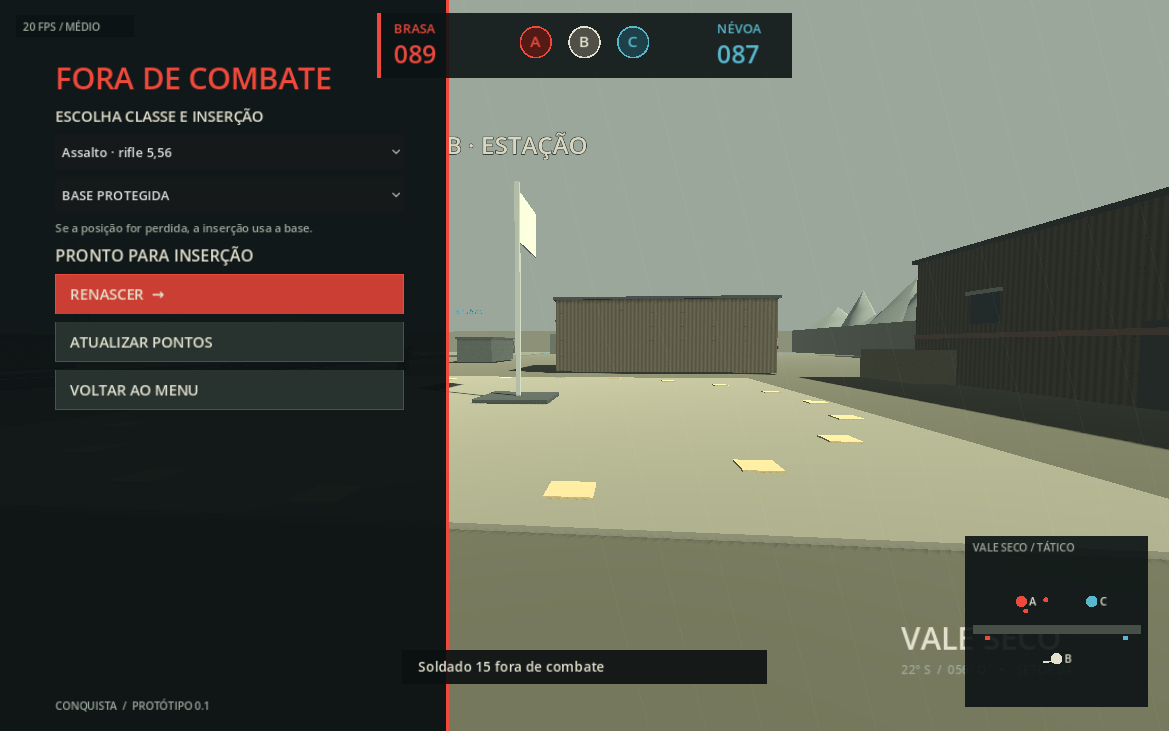 20 FPS / MÉDIO
BRASA
089
A
B
C
NÉVOA
087
FORA DE COMBATE
ESCOLHA CLASSE E INSERÇÃO
Assalto · rifle 5,56
BASE PROTEGIDA
Se a posição for perdida, a inserção usa a base.
PRONTO PARA INSERÇÃO
RENASCER →
ATUALIZAR PONTOS
VOLTAR AO MENU
B · ESTAÇÃO
VALE SECO / TÁTICO
A
C
B
VALE SECO
22° S /
Soldado 15 fora de combate
CONQUISTA / PROTÓTIPO 0.1